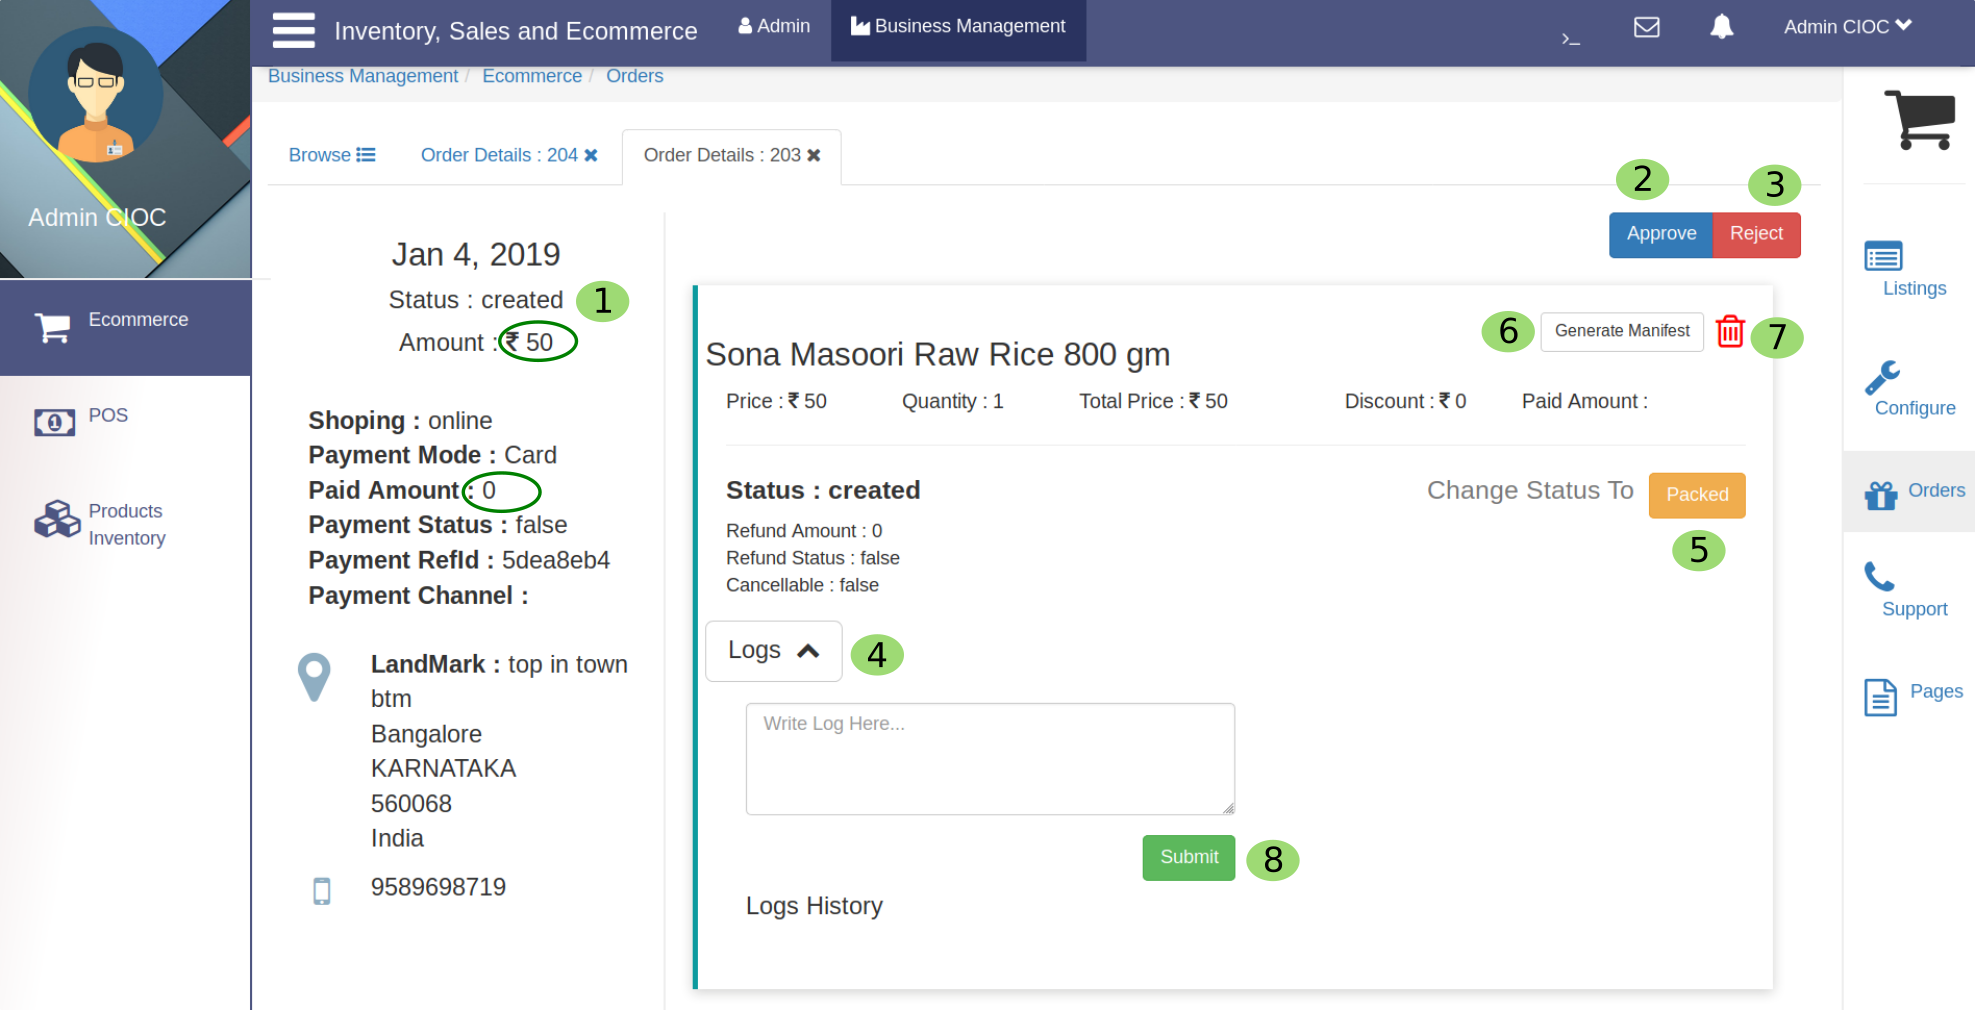 Inventory, Sales and Ecommerce
Admin
Business Management
>_
Admin CIOC
Business Management / Ecommerce / Orders
Admin CIOC
Ecommerce
POS
Products
Inventory
Browse
Order Details : 204 ✖
Order Details : 203 ✖
2
3
Approve
Reject
Jan 4, 2019
Status : created
1
Amount : ₹ 50
Shoping : online
Payment Mode : Card
Paid Amount : 0
Payment Status : false
Payment RefId : 5dea8eb4
Payment Channel :
LandMark : top in town
btm
Bangalore
KARNATAKA
560068
India
9589698719
6
Generate Manifest
7
Sona Masoori Raw Rice 800 gm
Price : ₹ 50
Quantity : 1
Total Price : ₹ 50
Discount : ₹ 0
Paid Amount :
Status : created
Change Status To
Packed
5
Refund Amount : 0
Refund Status : false
Cancellable : false
Logs
4
Write Log Here...
Submit
8
Logs History
Listings
Configure
Orders
Support
Pages